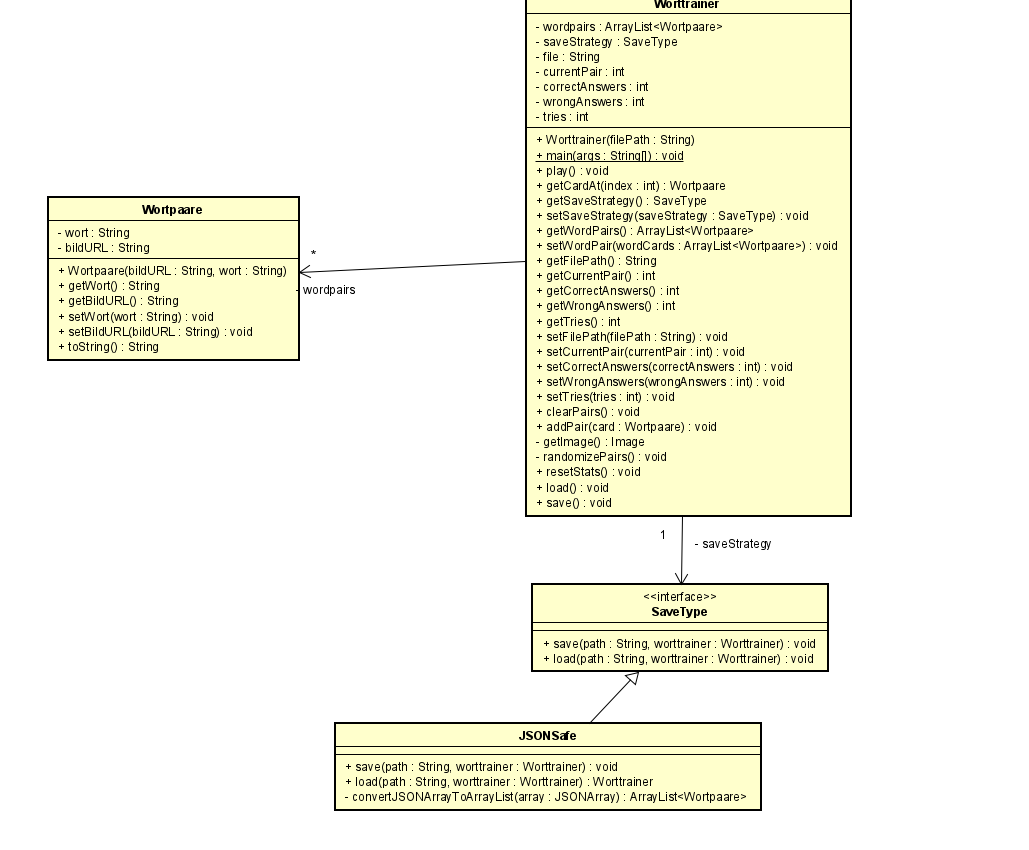 Worttrainer
- wordpairs : ArrayList<Wortpaare>
- saveStrategy : SaveType
- file : String
- currentPair : int
- correctAnswers : int
- wrongAnswers : int
- tries : int
+ Worttrainer(filePath : String)
+ main(args : String[]) : void
+ play() : void
+ getCardAt(index : int) : Wortpaare
+ getSaveStrategy() : SaveType
+ setSaveStrategy(saveStrategy : SaveType) : void
+ getWordPairs() : ArrayList<Wortpaare>
+ setWordPair(wordCards : ArrayList<Wortpaare>) : void
+ getFilePath() : String
+ getCurrentPair() : int
+ getCorrectAnswers() : int
+ getWrongAnswers() : int
+ getTries() : int
+ setFilePath(filePath : String) : void
+ setCurrentPair(currentPair : int) : void
+ setCorrectAnswers(correctAnswers : int) : void
+ setWrongAnswers(wrongAnswers : int) : void
+ setTries(tries : int) : void
+ clearPairs() : void
+ addPair(card : Wortpaare) : void
- getImage() : Image
- randomizePairs() : void
+ resetStats() : void
+ load() : void
+ save() : void
Wortpaare
- wort : String
- bildURL : String
+ Wortpaare(bildURL : String, wort : String)
+ getWort() : String
+ getBildURL() : String
+ setWort(wort : String) : void
+ setBildURL(bildURL : String) : void
+ toString() : String
*
- wordpairs
1
- saveStrategy
<<interface>>
SaveType
+ save(path : String, worttrainer : Worttrainer) : void
+ load(path : String, worttrainer : Worttrainer) : void
JSONSafe
+ save(path : String, worttrainer : Worttrainer) : void
+ load(path : String, worttrainer : Worttrainer) : Worttrainer
- convertJSONArrayToArrayList(array : JSONArray) : ArrayList<Wortpaare>